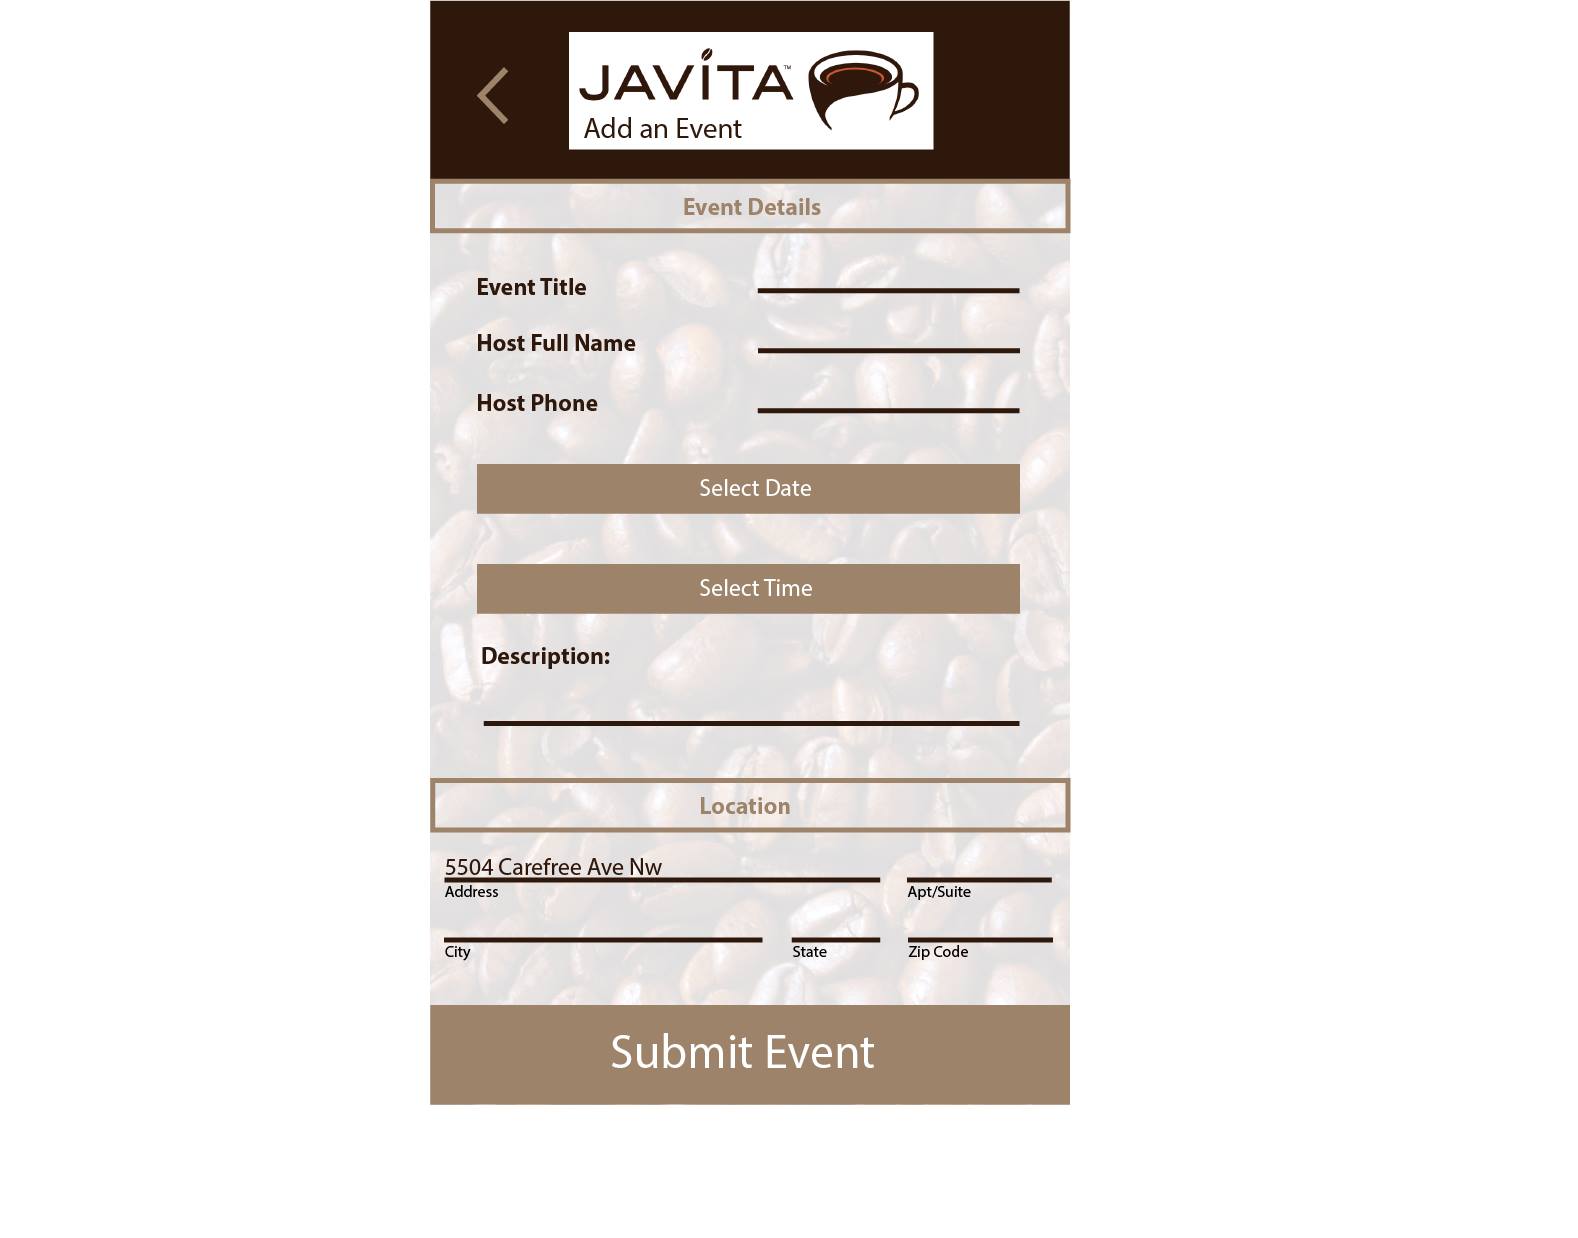 JAVITA™
Add an Event
Event Details
Event Title
Host Full Name
Host Phone
Select Date
Select Time
Description:
Location
5504 Carefree Ave Nw
Address
Apt/Suite
City
State
Zip Code
Submit Event